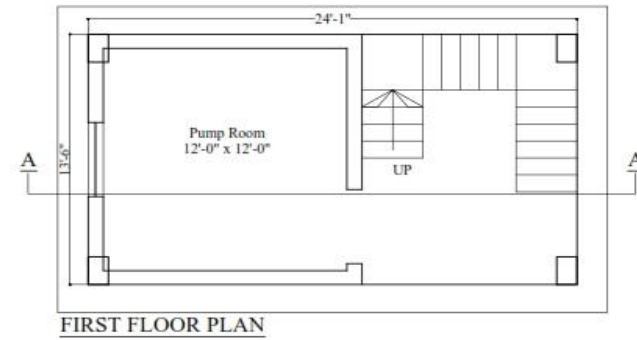 24'-1"
Pump Room
12'-0" x 12'-0"
13'-6"
UP
A
A
FIRST FLOOR PLAN